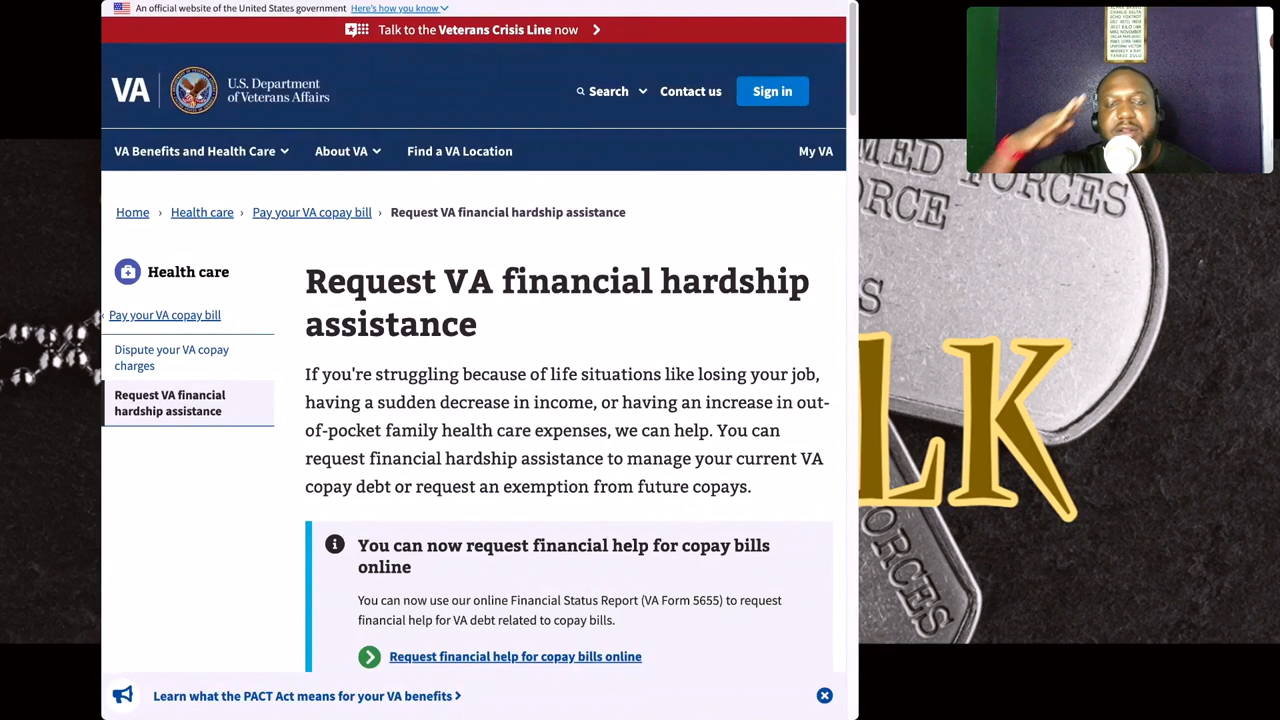 An official website of the United States government Here's how you know
Talk to the Veterans Crisis Line now
VA
U.S. Department
of Veterans Affairs
Search
Contact us
Sign in
VA Benefits and Health Care
About VA
Find a VA Location
My VA
Home › Health care › Pay your VA copay bill › Request VA financial hardship assistance
Health care
‹ Pay your VA copay bill
Dispute your VA copay
charges
Request VA financial
hardship assistance
Request VA financial hardship
assistance
If you're struggling because of life situations like losing your job,
having a sudden decrease in income, or having an increase in out-
of-pocket family health care expenses, we can help. You can
request financial hardship assistance to manage your current VA
copay debt or request an exemption from future copays.
You can now request financial help for copay bills
online
You can now use our online Financial Status Report (VA Form 5655) to request
financial help for VA debt related to copay bills.
Request financial help for copay bills online
Learn what the PACT Act means for your VA benefits
MED FORCES
RCE
S
LK
ORCES